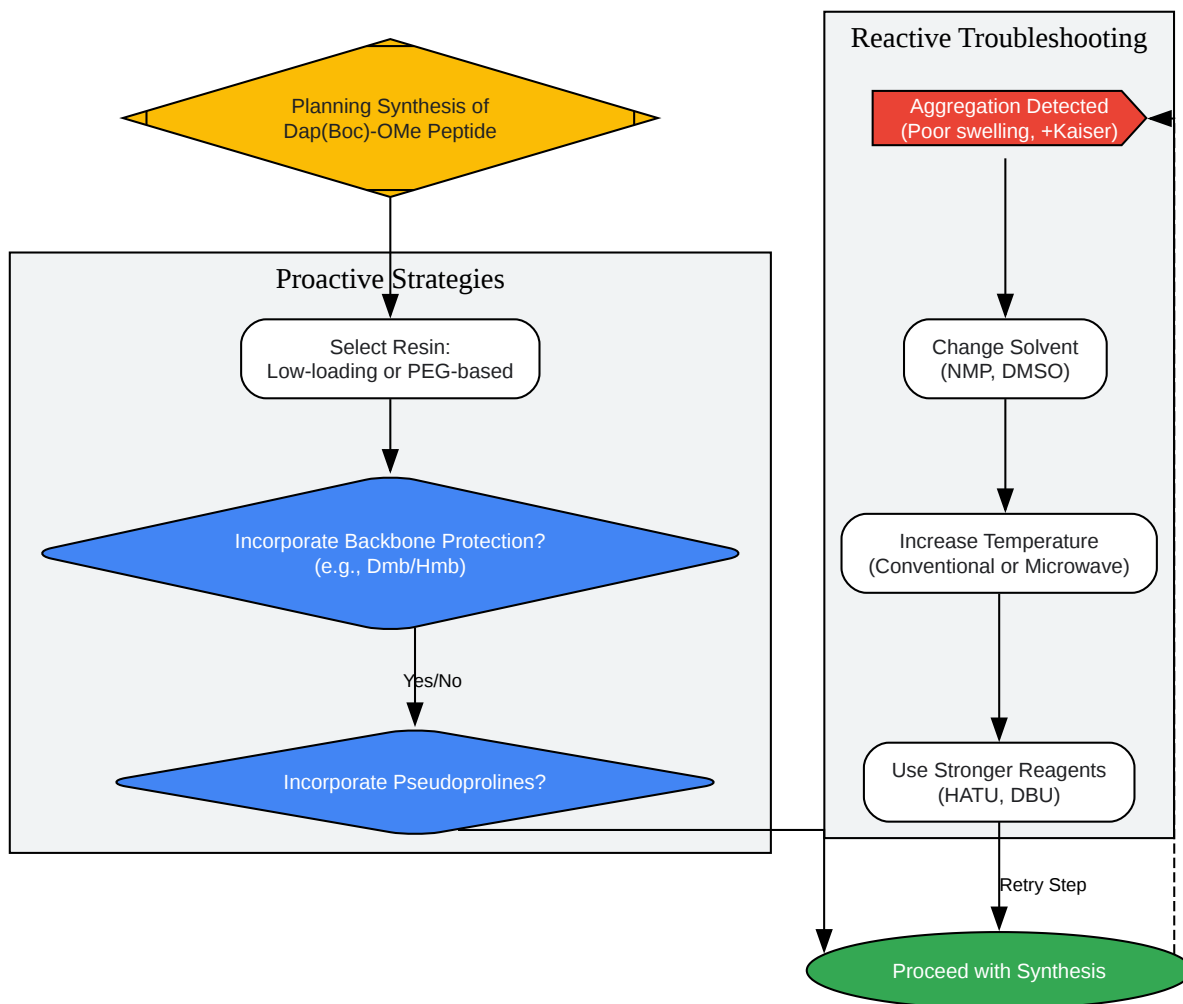 Planning Synthesis of
Dap(Boc)-OMe Peptide
Proactive Strategies
Select Resin:
Low-loading or PEG-based
Incorporate Backbone Protection?
(e.g., Dmb/Hmb)
Yes/No
Incorporate Pseudoprolines?
Reactive Troubleshooting
Aggregation Detected
(Poor swelling, +Kaiser)
Change Solvent
(NMP, DMSO)
Increase Temperature
(Conventional or Microwave)
Use Stronger Reagents
(HATU, DBU)
Retry Step
Proceed with Synthesis